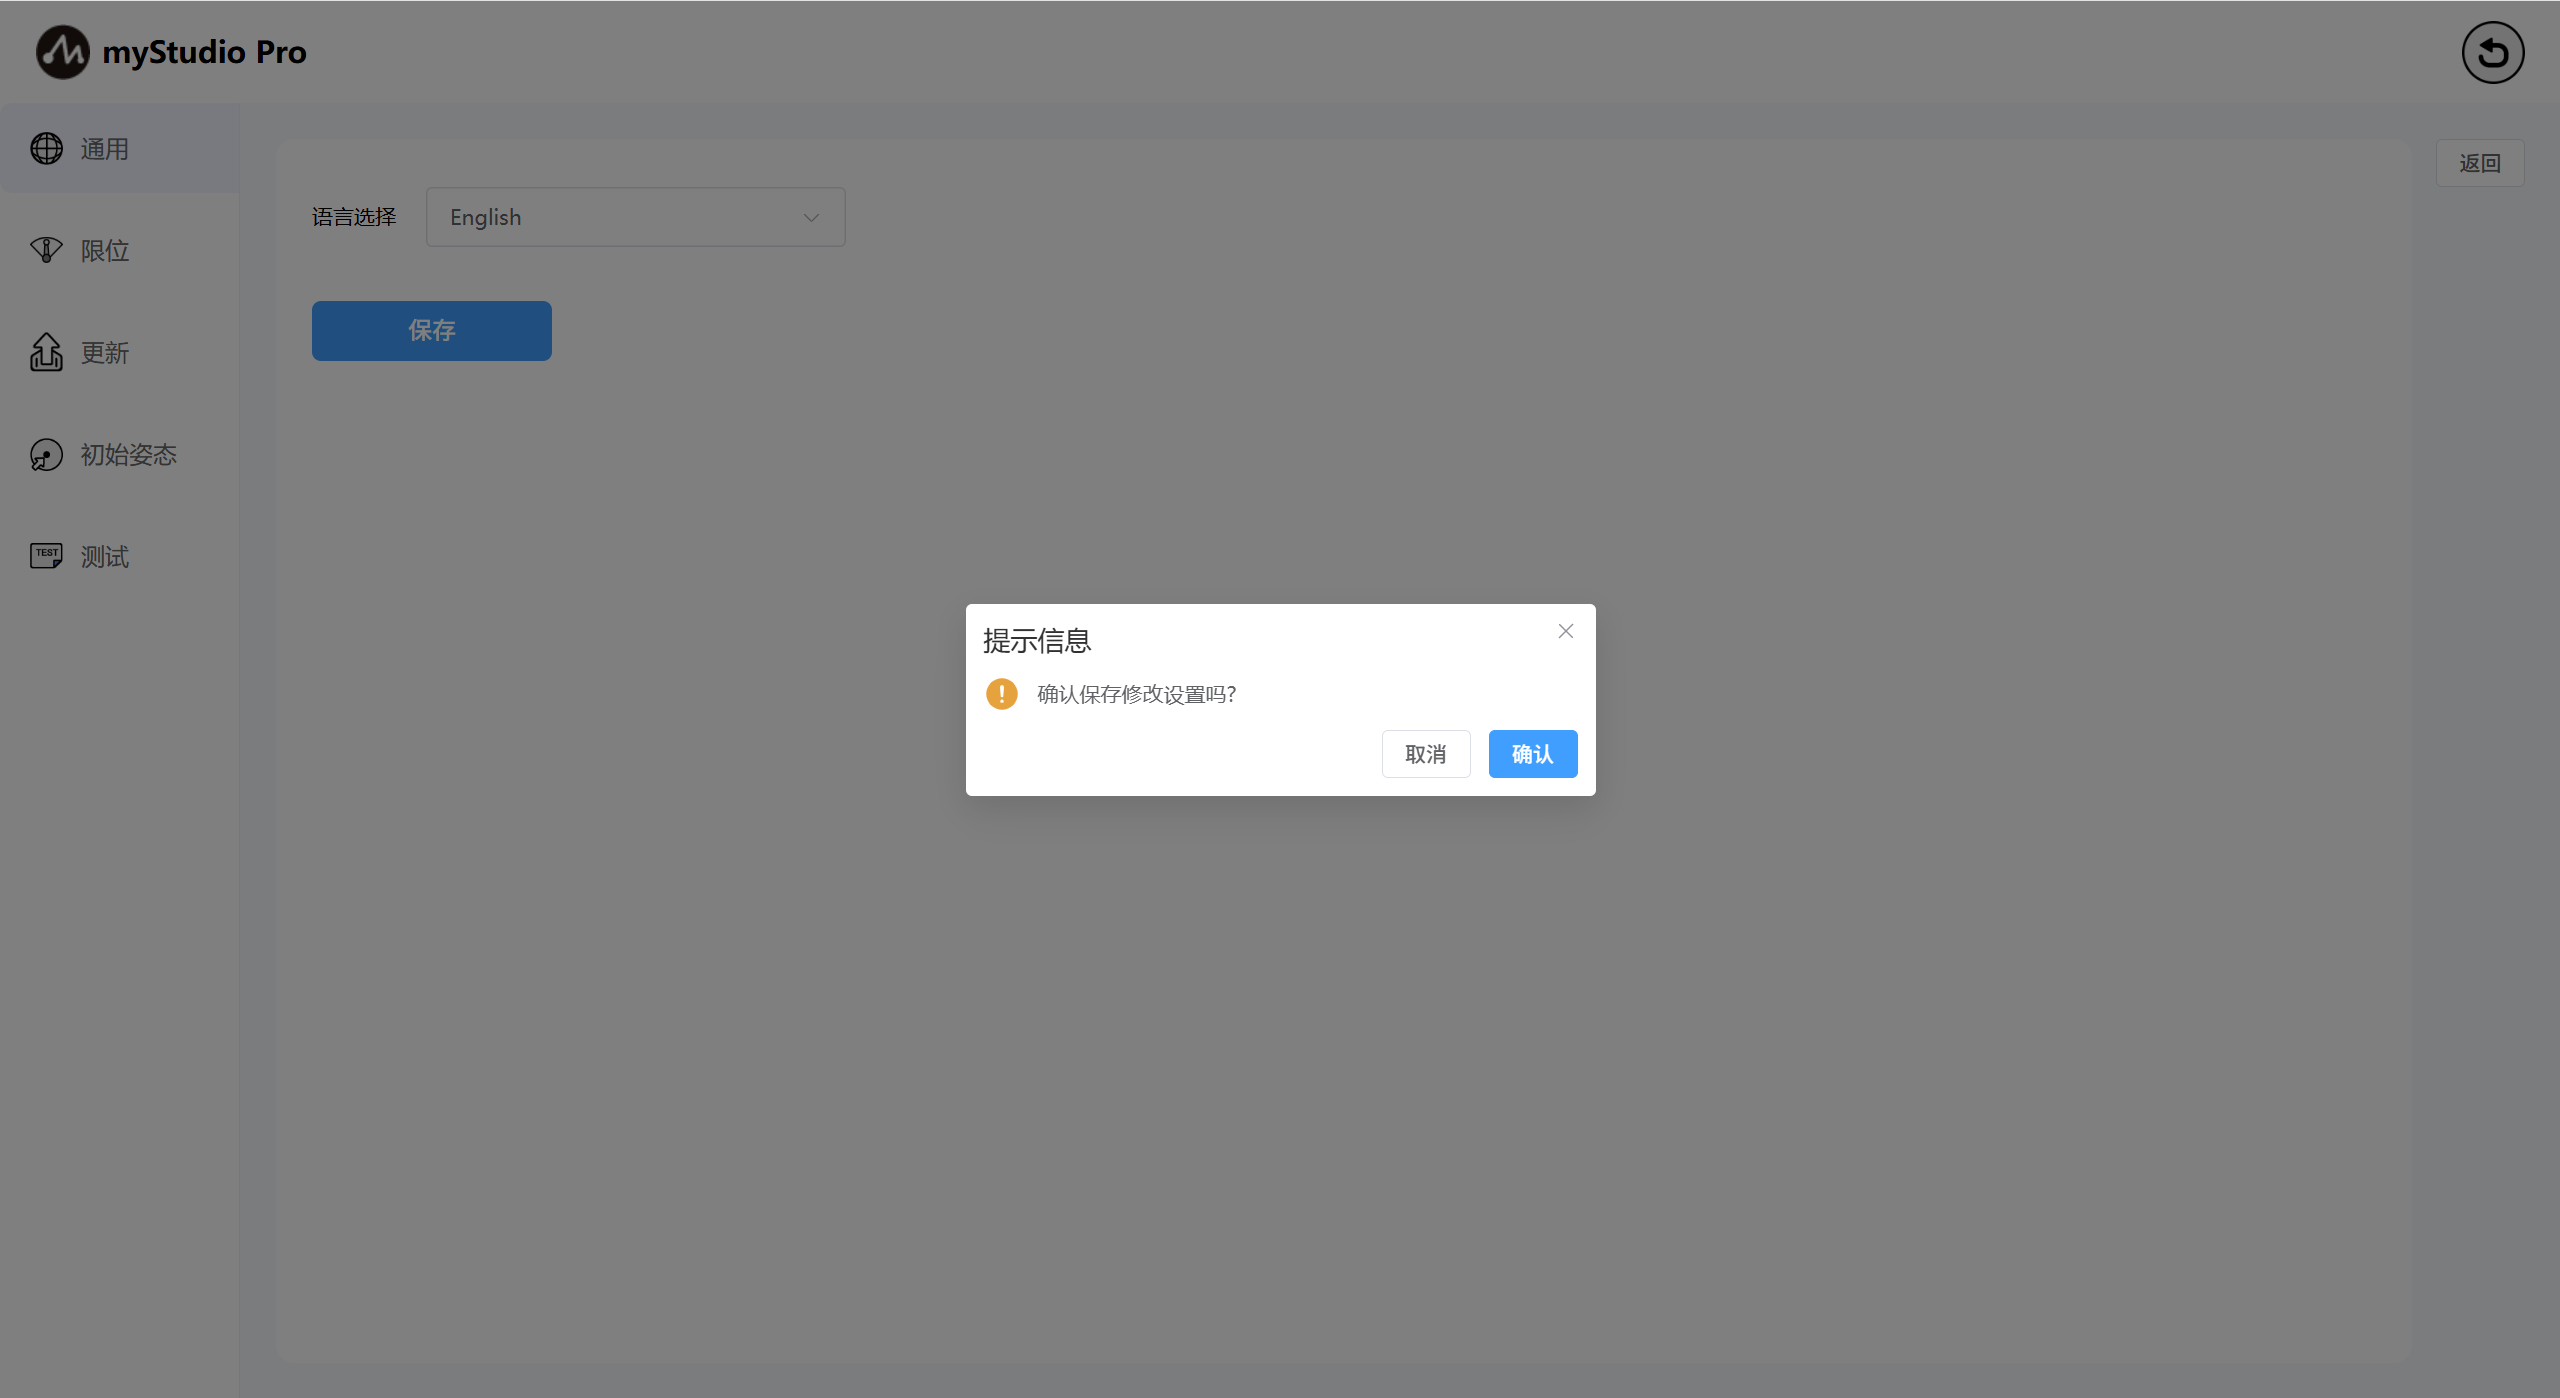 myStudio Pro
通用
限位
更新
初始姿态
TEST
测试
返回
语言选择
English
保存
提示信息
确认保存修改设置吗?
取消
确认